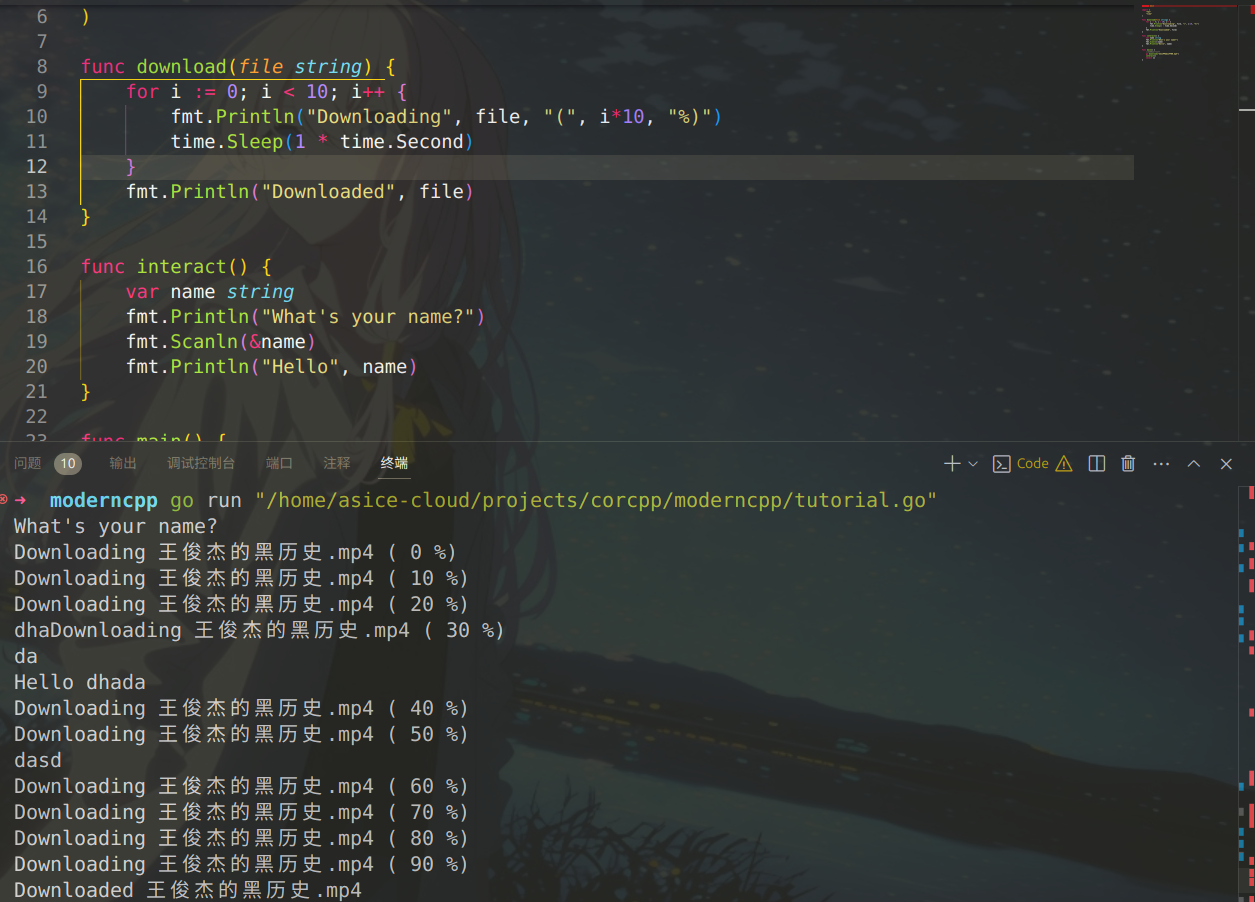 6 )
7
8 func download(file string) {
9 for i := 0; i < 10; i++ {
10 fmt.Println("Downloading", file, "(", i*10, "%)")
11 time.Sleep(1 * time.Second)
12 }
13 fmt.Println("Downloaded", file)
14 }
15
16 func interact() {
17 var name string
18 fmt.Println("What's your name?")
19 fmt.Scanln(&name)
20 fmt.Println("Hello", name)
21 }
22
23 func main() {
问题 10 输出 调试控制台 端口 注释 终端 Code
→ moderncpp go run "/home/asice-cloud/projects/corcpp/moderncpp/tutorial.go"
What's your name?
Downloading 王俊杰的黑历史.mp4 ( 0 %)
Downloading 王俊杰的黑历史.mp4 ( 10 %)
Downloading 王俊杰的黑历史.mp4 ( 20 %)
dhaDownloading 王俊杰的黑历史.mp4 ( 30 %)
da
Hello dhada
Downloading 王俊杰的黑历史.mp4 ( 40 %)
Downloading 王俊杰的黑历史.mp4 ( 50 %)
dasd
Downloading 王俊杰的黑历史.mp4 ( 60 %)
Downloading 王俊杰的黑历史.mp4 ( 70 %)
Downloading 王俊杰的黑历史.mp4 ( 80 %)
Downloading 王俊杰的黑历史.mp4 ( 90 %)
Downloaded 王俊杰的黑历史.mp4